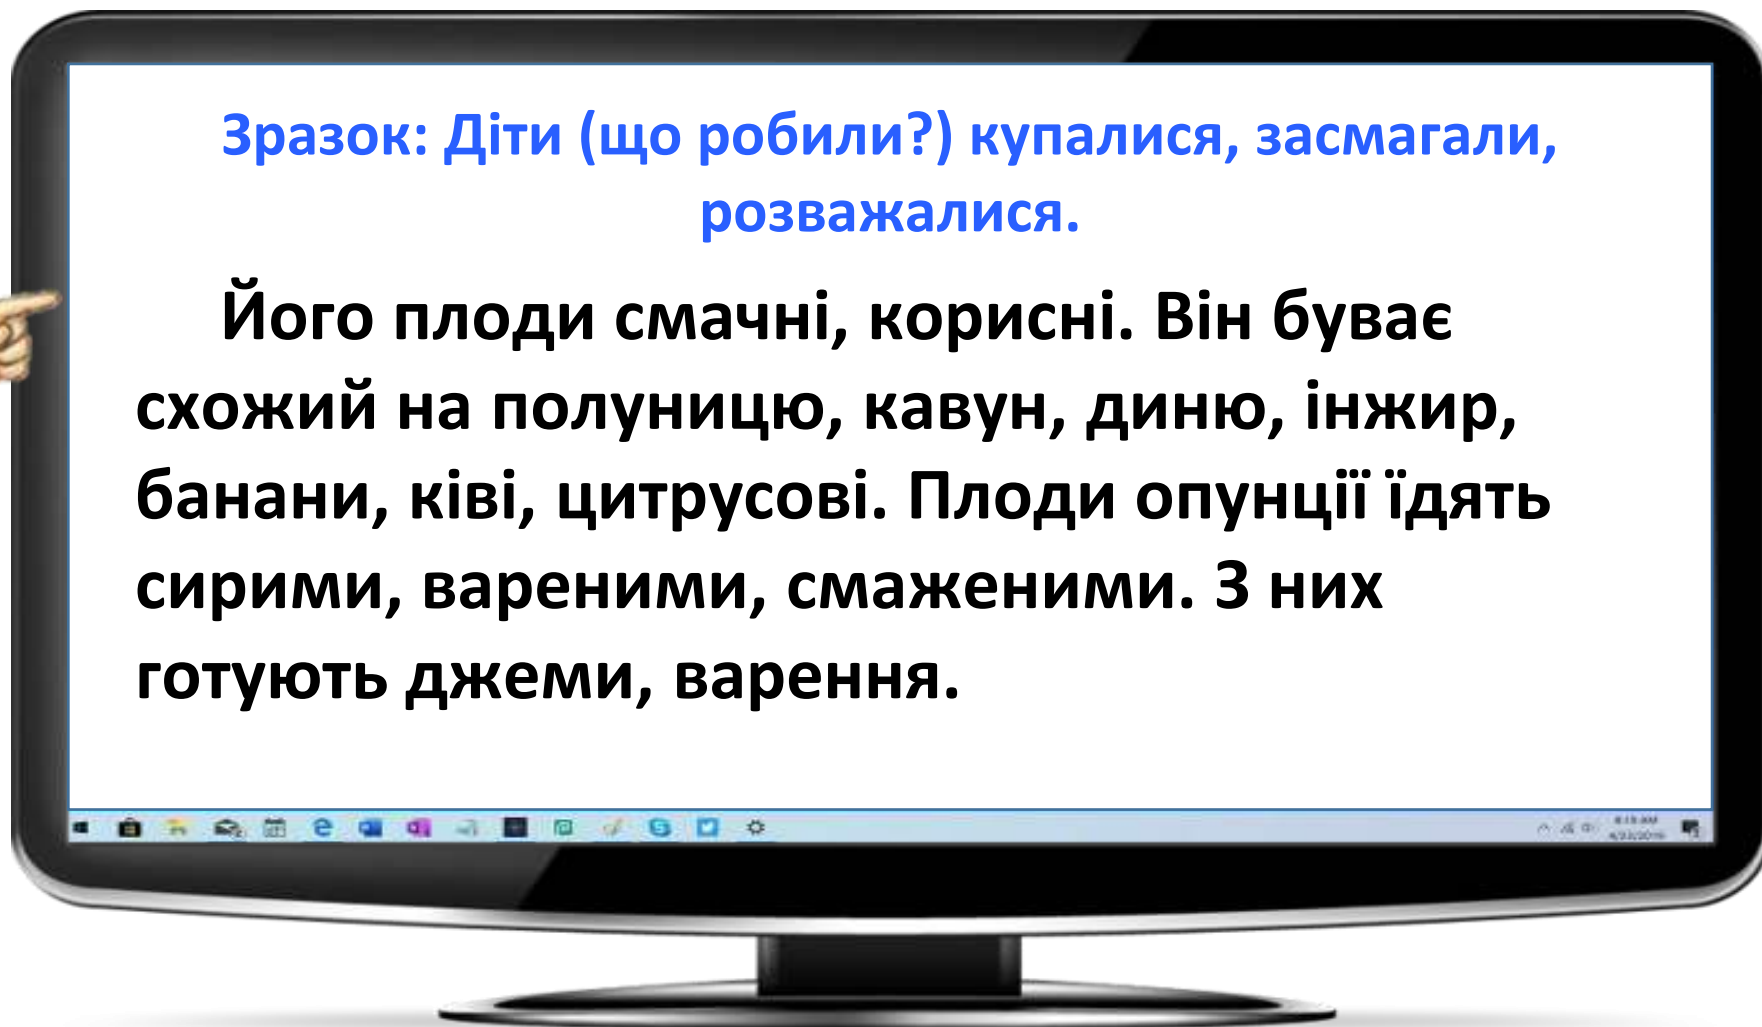 Зразок: Діти (що робили?) купалися, засмагали,
розважалися.
Його плоди смачні, корисні. Він буває
схожий на полуницю, кавун, диню, інжир,
банани, ківі, цитрусові. Плоди опунції їдять
сирими, вареними, смаженими. З них
готують джеми, варення.